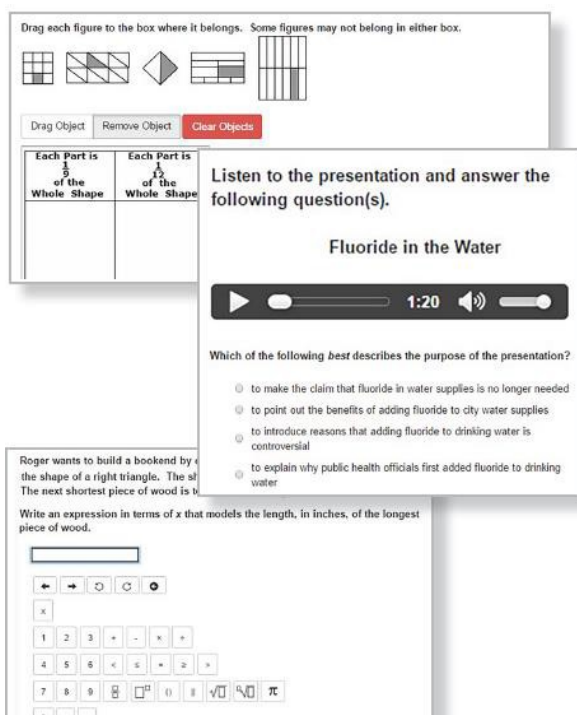 Drag each figure to the box where it belongs. Some figures may not belong in either box.
Drag Object Remove Object Clear Objects
Each Part is
1
9
of the
Whole Shape
Each Part is
1
12
of the
Whole Shape
Listen to the presentation and answer the
following question(s).
Fluoride in the Water
1:20
Which of the following best describes the purpose of the presentation?
to make the claim that fluoride in water supplies is no longer needed
to point out the benefits of adding fluoride to city water supplies
to introduce reasons that adding fluoride to drinking water is
controversial
to explain why public health officials first added fluoride to drinking
water
Roger wants to build a bookend by
the shape of a right triangle. The
The next shortest piece of wood is
Write an expression in terms of x that models the length, in inches, of the longest
piece of wood.
x
1 2 3 + - × ÷
4 5 6 < ≤ = ≥ >
7 8 9 () || √ π